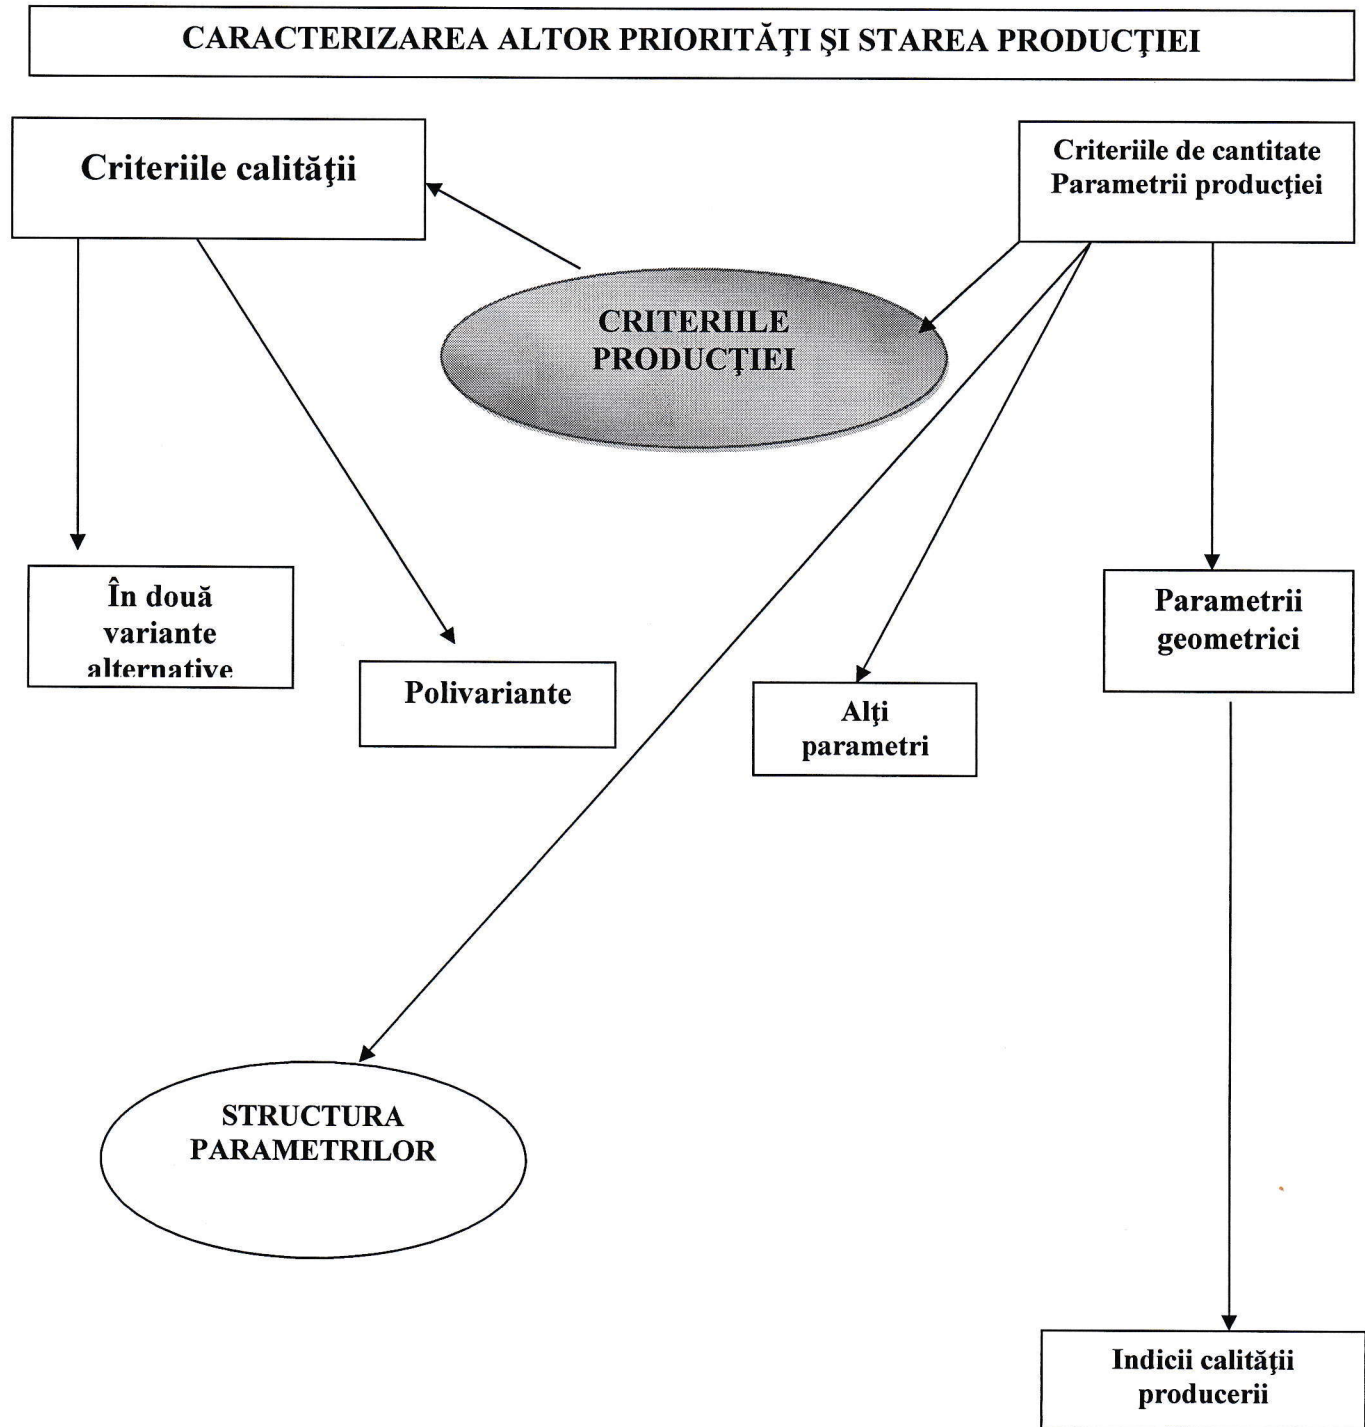 CARACTERIZAREA ALTOR PRIORITĂŢI ŞI STAREA PRODUCŢIEI
Criteriile calităţii
Criteriile de cantitate
Parametrii producţiei
CRITERIILE
PRODUCŢIEI
În două
variante
alternative
Polivariante
Alţi
parametri
Parametrii
geometrici
STRUCTURA
PARAMETRILOR
Indicii calităţii
producerii